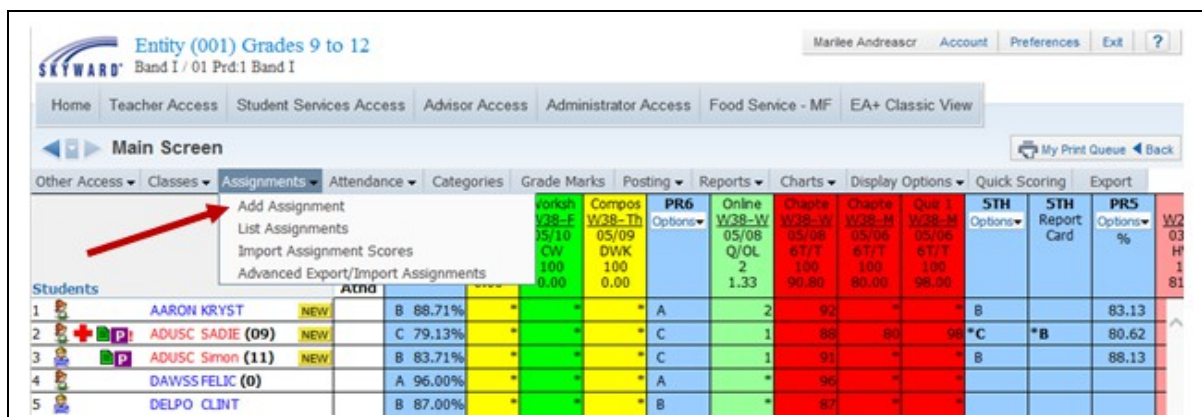 Entity (001) Grades 9 to 12
SKYWARD Band I / 01 Prd:1 Band I
Marilee Andreascr Account Preferences Exit ?
Home Teacher Access Student Services Access Advisor Access Administrator Access Food Service - MF EA+ Classic View
Main Screen
My Print Queue Back
Other Access Classes Assignments Attendance Categories Grade Marks Posting Reports Charts Display Options Quick Scoring Export
Add Assignment
List Assignments
Import Assignment Scores
Advanced Export/Import Assignments
Worksh Compos PR6 Online Chapte Chapte Quiz 1 5TH 5TH PR5
W38-F W38-Th Options W38-W W38-W W38-M W38-M Options Report Options
05/10 05/09 05/08 05/08 05/06 05/06 Card %
CW DWK Q/OL 6T/T 6T/T 6T/T
100 100 2 100 100 100
0.00 0.00 1.33 90.80 80.00 98.00
Students Atnd
1 AARON KRYST NEW B 88.71% * * * A 2 92 * * B 83.13
2 P! ADUSC SADIE (09) NEW C 79.13% * * * C 1 88 80 98 *C *B 80.62
3 P ADUSC Simon (11) NEW B 83.71% * * * C 1 91 * * B 88.13
4 DAWSS FELIC (0) A 96.00% * * * A * 96 * *
5 DELPO CLINT B 87.00% * * * B * 87 * *